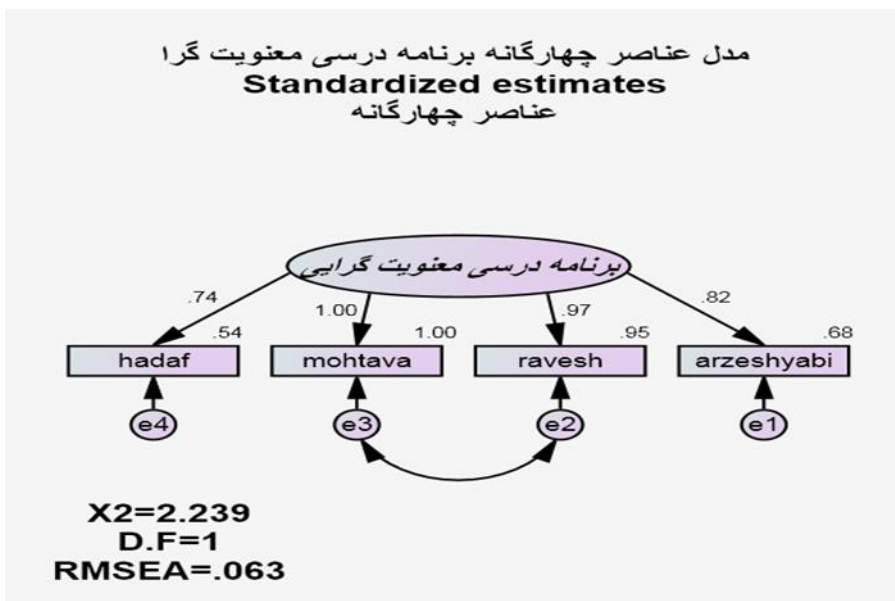 مدل عناصر چهارگانه برنامه درسی معنویت گرا
Standardized estimates
عناصر چهارگانه
برنامه درسی معنویت گرایی
.74
1.00
.97
.82
.54
1.00
.95
.68
hadaf
mohtava
ravesh
arzeshyabi
e4
e3
e2
e1
X2=2.239
D.F=1
RMSEA=.063